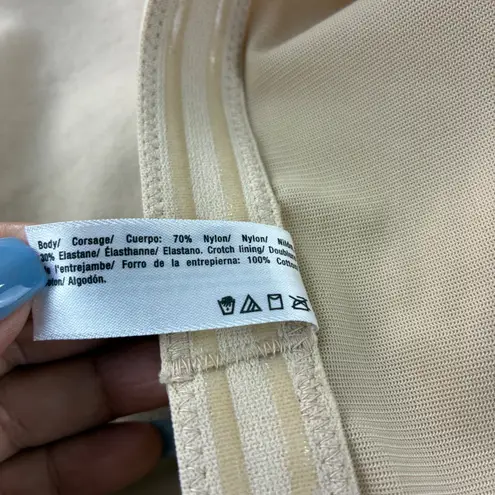 Body/ Corsage/ Cuerpo: 70% Nylon/ Nylon/
30% Elastane/ Élasthanne/ Elastano. Crotch lining/
de l'entrejambe/ Forro de la entrepierna: 100%
Algodón.